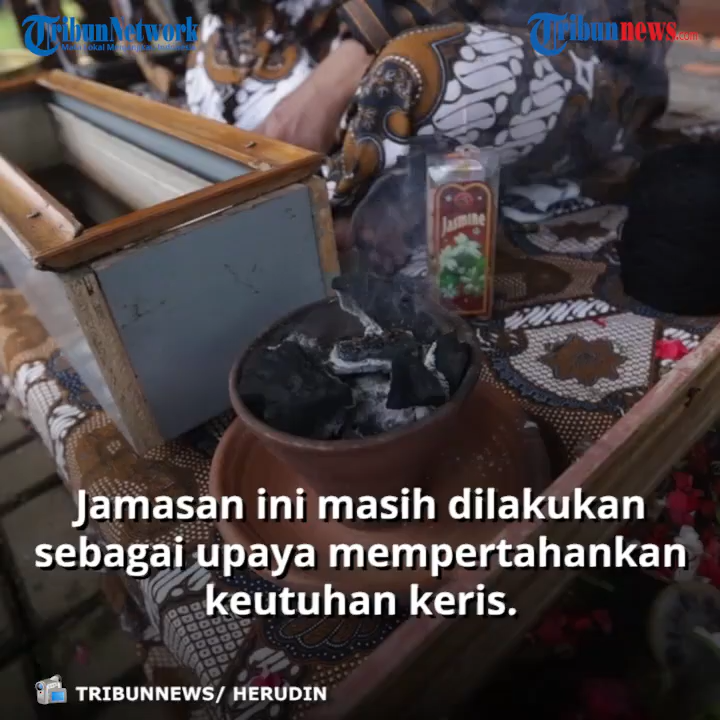 TribunNetwork
Tribunnews.com
Jasmine
Jamasan ini masih dilakukan
sebagai upaya mempertahankan
keutuhan keris.
TRIBUNNEWS/ HERUDIN